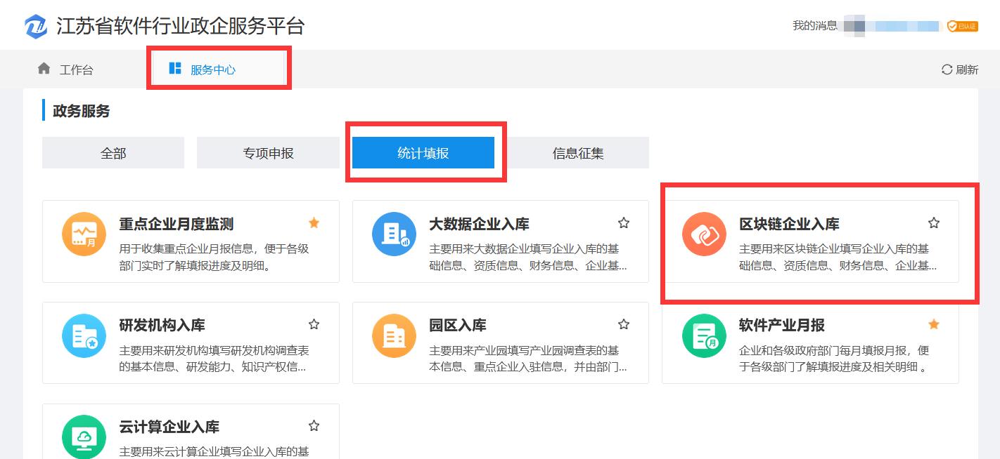 江苏省软件行业政企服务平台
我的消息
已认证
工作台
服务中心
刷新
政务服务
全部
专项申报
统计填报
信息征集
重点企业月度监测
用于收集重点企业月报信息，便于各级
部门实时了解填报进度及明细。
大数据企业入库
主要用来大数据企业填写企业入库的基
础信息、资质信息、财务信息、企业基...
区块链企业入库
主要用来区块链企业填写企业入库的基
础信息、资质信息、财务信息、企业基...
研发机构入库
主要用来研发机构填写研发机构调查表
的基本信息、研发能力、知识产权信...
园区入库
主要用来产业园填写产业园调查表的基
本信息、重点企业入驻信息，并由部门...
软件产业月报
企业和各级政府部门每月填报月报，便
于各级部门了解填报进度及相关明细 。
云计算企业入库
主要用来云计算企业填写企业入库的基